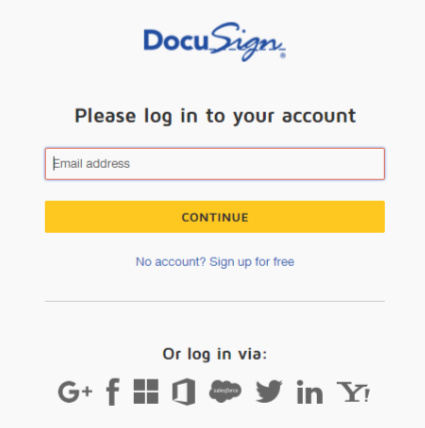 DocuSign®
Please log in to your account
Email address
CONTINUE
No account? Sign up for free
Or log in via:
G+ f salesforce in Y!